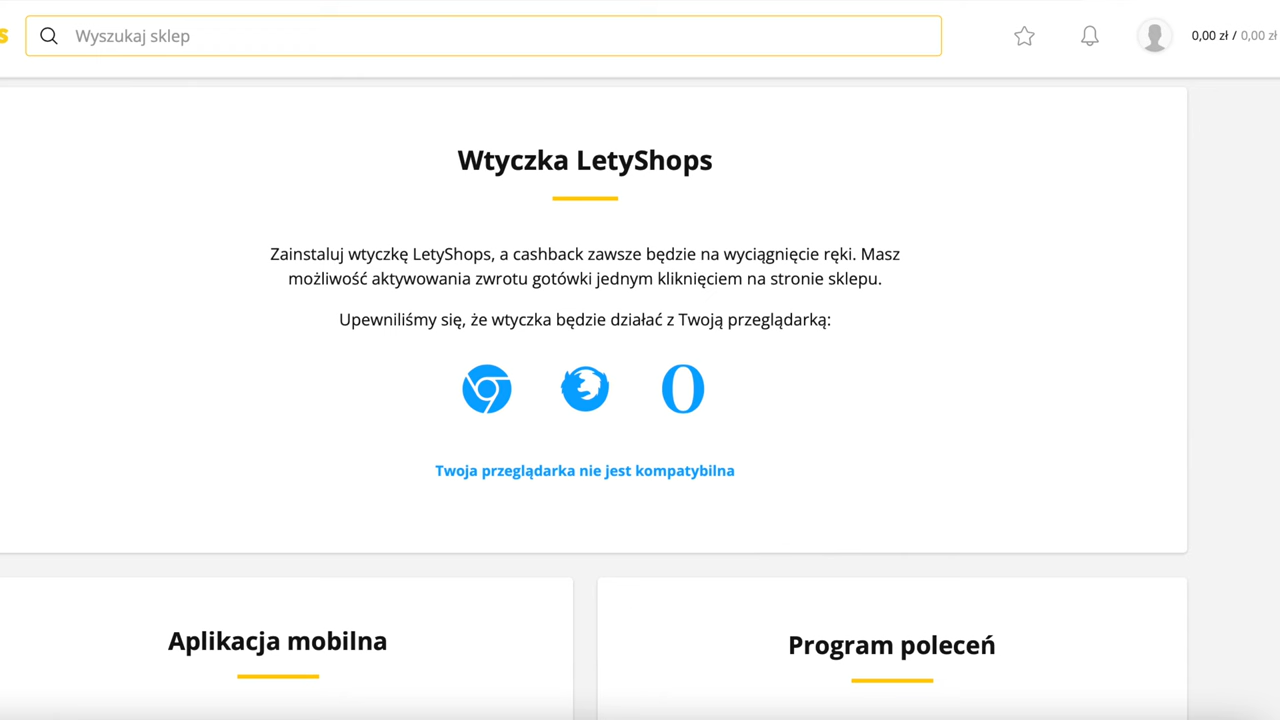 s
Wyszukaj sklep
0,00 zł / 0,00 zł
Wtyczka LetyShops
Zainstaluj wtyczkę LetyShops, a cashback zawsze będzie na wyciągnięcie ręki. Masz
możliwość aktywowania zwrotu gotówki jednym kliknięciem na stronie sklepu.
Upewniliśmy się, że wtyczka będzie działać z Twoją przeglądarką:
Twoja przeglądarka nie jest kompatybilna
Aplikacja mobilna
Program poleceń